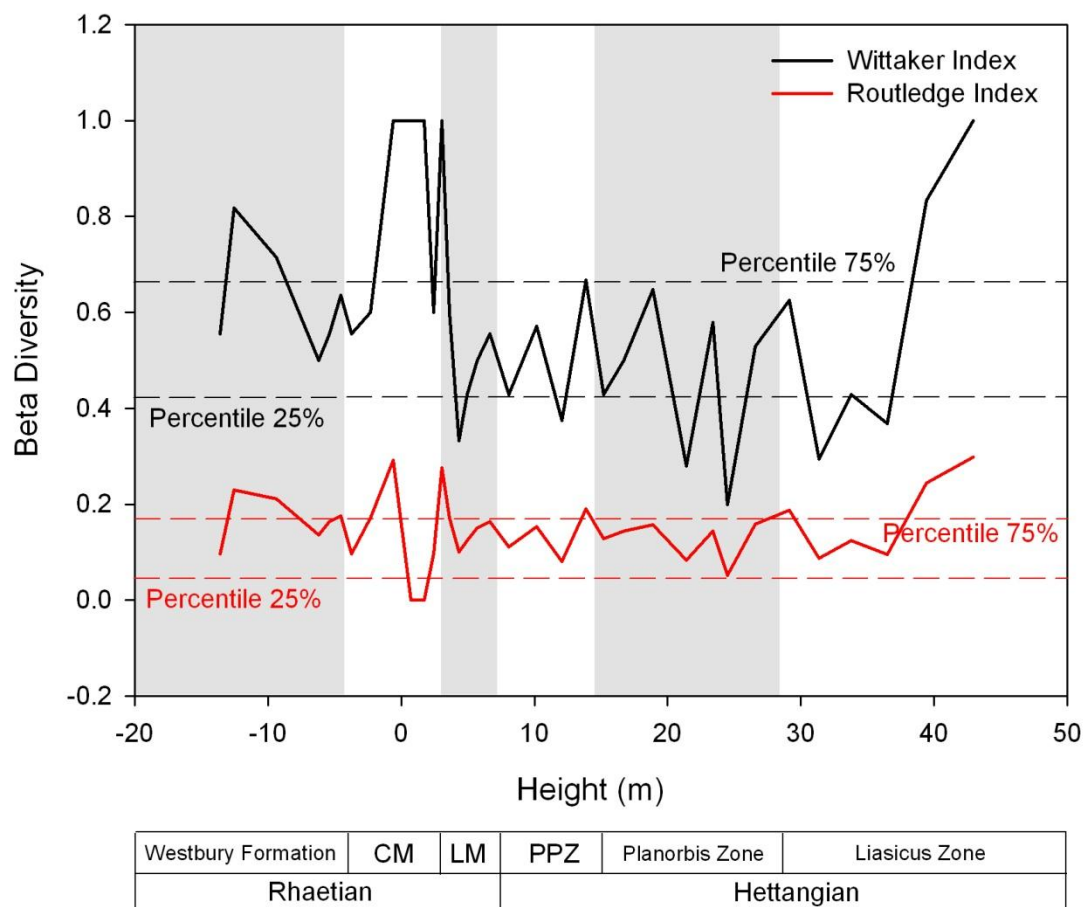 1.2
1.0
0.8
0.6
0.4
0.2
0.0
-0.2
Beta Diversity
Wittaker Index
Routledge Index
Percentile 75%
Percentile 25%
Percentile 75%
Percentile 25%
-20 -10 0 10 20 30 40 50
Height (m)
Westbury Formation CM LM PPZ Planorbis Zone Liasicus Zone
Rhaetian Hettangian